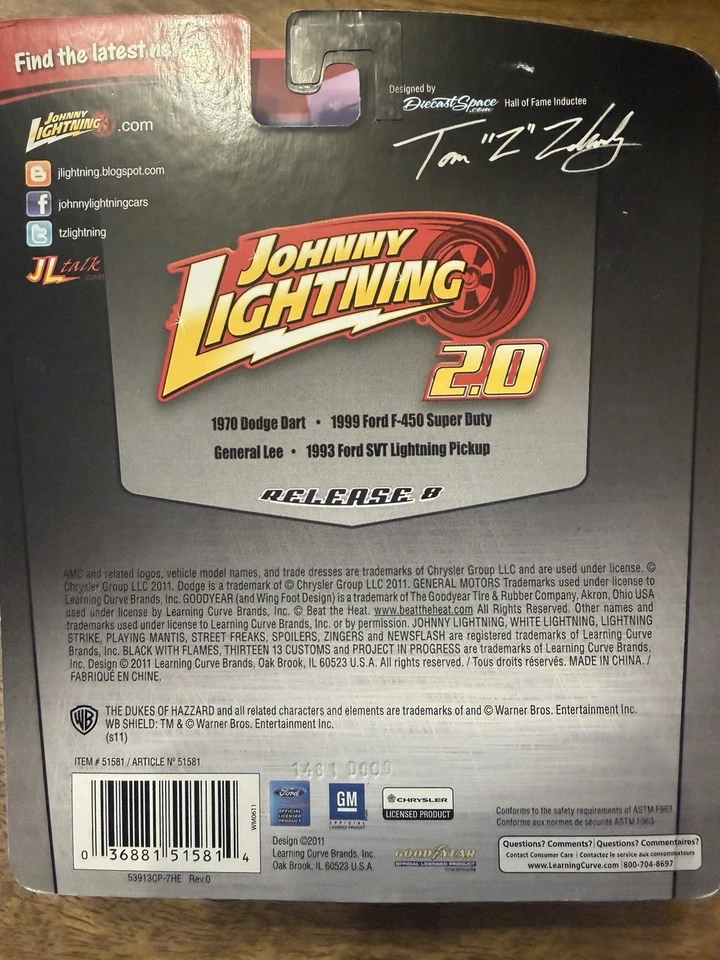 Find the latest
Designed by
DiecastSpace.com Hall of Fame Inductee
Tom "Z"
JOHNNY LIGHTNING .com
jlightning.blogspot.com
johnnylightningcars
tzlightning
JL talk.com
JOHNNY
LIGHTNING®
2.0
1970 Dodge Dart • 1999 Ford F-450 Super Duty
General Lee • 1993 Ford SVT Lightning Pickup
RELEASE 8
AMC and related logos, vehicle model names, and trade dresses are trademarks of Chrysler Group LLC and are used under license. ©
Chrysler Group LLC 2011. Dodge is a trademark of © Chrysler Group LLC 2011. GENERAL MOTORS Trademarks used under license to
Learning Curve Brands, Inc. GOODYEAR (and Wing Foot Design) is a trademark of The Goodyear Tire & Rubber Company, Akron, Ohio USA
used under license by Learning Curve Brands, Inc. © Beat the Heat. www.beattheheat.com All Rights Reserved. Other names and
trademarks used under license to Learning Curve Brands, Inc. or by permission. JOHNNY LIGHTNING, WHITE LIGHTNING, LIGHTNING
STRIKE, PLAYING MANTIS, STREET FREAKS, SPOILERS, ZINGERS and NEWSFLASH are registered trademarks of Learning Curve
Brands, Inc. BLACK WITH FLAMES, THIRTEEN 13 CUSTOMS and PROJECT IN PROGRESS are trademarks of Learning Curve Brands,
Inc. Design © 2011 Learning Curve Brands, Oak Brook, IL 60523 U.S.A. All rights reserved. / Tous droits réservés. MADE IN CHINA. /
FABRIQUÉ EN CHINE.
WB
THE DUKES OF HAZZARD and all related characters and elements are trademarks of and © Warner Bros. Entertainment Inc.
WB SHIELD: TM & © Warner Bros. Entertainment Inc.
(s11)
ITEM # 51581 / ARTICLE N° 51581
0 36881 51581 4
WM0611
53913CP-7HE Rev.0
Ford
OFFICIAL
LICENSED
PRODUCT
GM
OFFICIAL
LICENSED PRODUCT
CHRYSLER
LICENSED PRODUCT
Design ©2011
Learning Curve Brands, Inc.
Oak Brook, IL 60523 U.S.A.
GOODYEAR
OFFICIAL LICENSED PRODUCT
Conforms to the safety requirements of ASTM F963
Conforme aux normes de sécurité ASTM F963
Questions? Comments? Questions? Commentaires?
Contact Consumer Care | Contactez le service aux consommateurs
www.LearningCurve.com | 800-704-8697